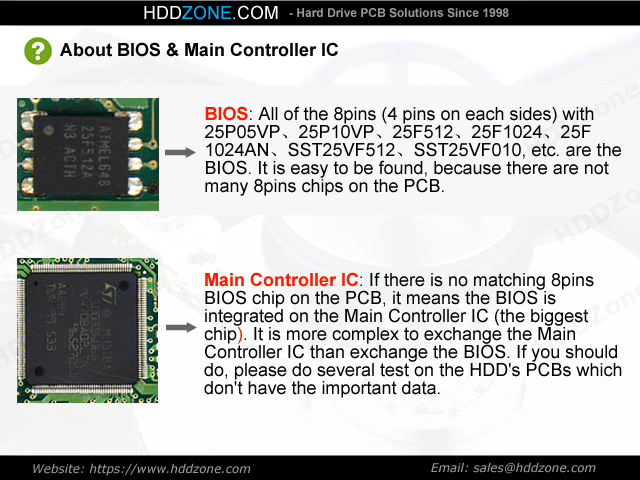 HDDZONE.COM - Hard Drive PCB Solutions Since 1998
? About BIOS & Main Controller IC
ATMEL648
25F512A
N3 ACTH
BIOS: All of the 8pins (4 pins on each sides) with
25P05VP、25P10VP、25F512、25F1024、25F
1024AN、SST25VF512、SST25VF010, etc. are the
BIOS. It is easy to be found, because there are not
many 8pins chips on the PCB.
Main Controller IC: If there is no matching 8pins
BIOS chip on the PCB, it means the BIOS is
integrated on the Main Controller IC (the biggest
chip). It is more complex to exchange the Main
Controller IC than exchange the BIOS. If you should
do, please do several test on the HDD's PCBs which
don't have the important data.
Website: https://www.hddzone.com Email: sales@hddzone.com